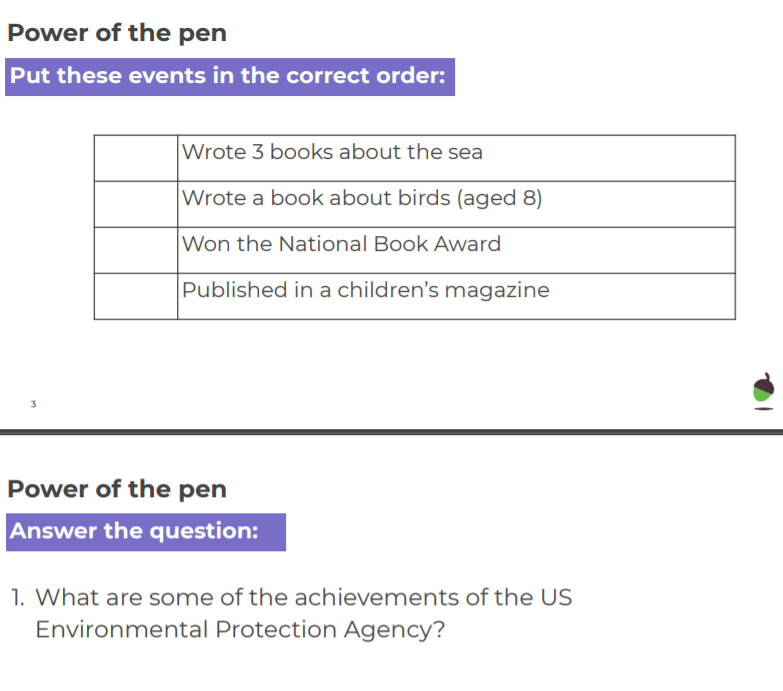 Power of the pen
Put these events in the correct order:
Wrote 3 books about the sea
Wrote a book about birds (aged 8)
Won the National Book Award
Published in a children’s magazine
3
Power of the pen
Answer the question:
1. What are some of the achievements of the US
Environmental Protection Agency?